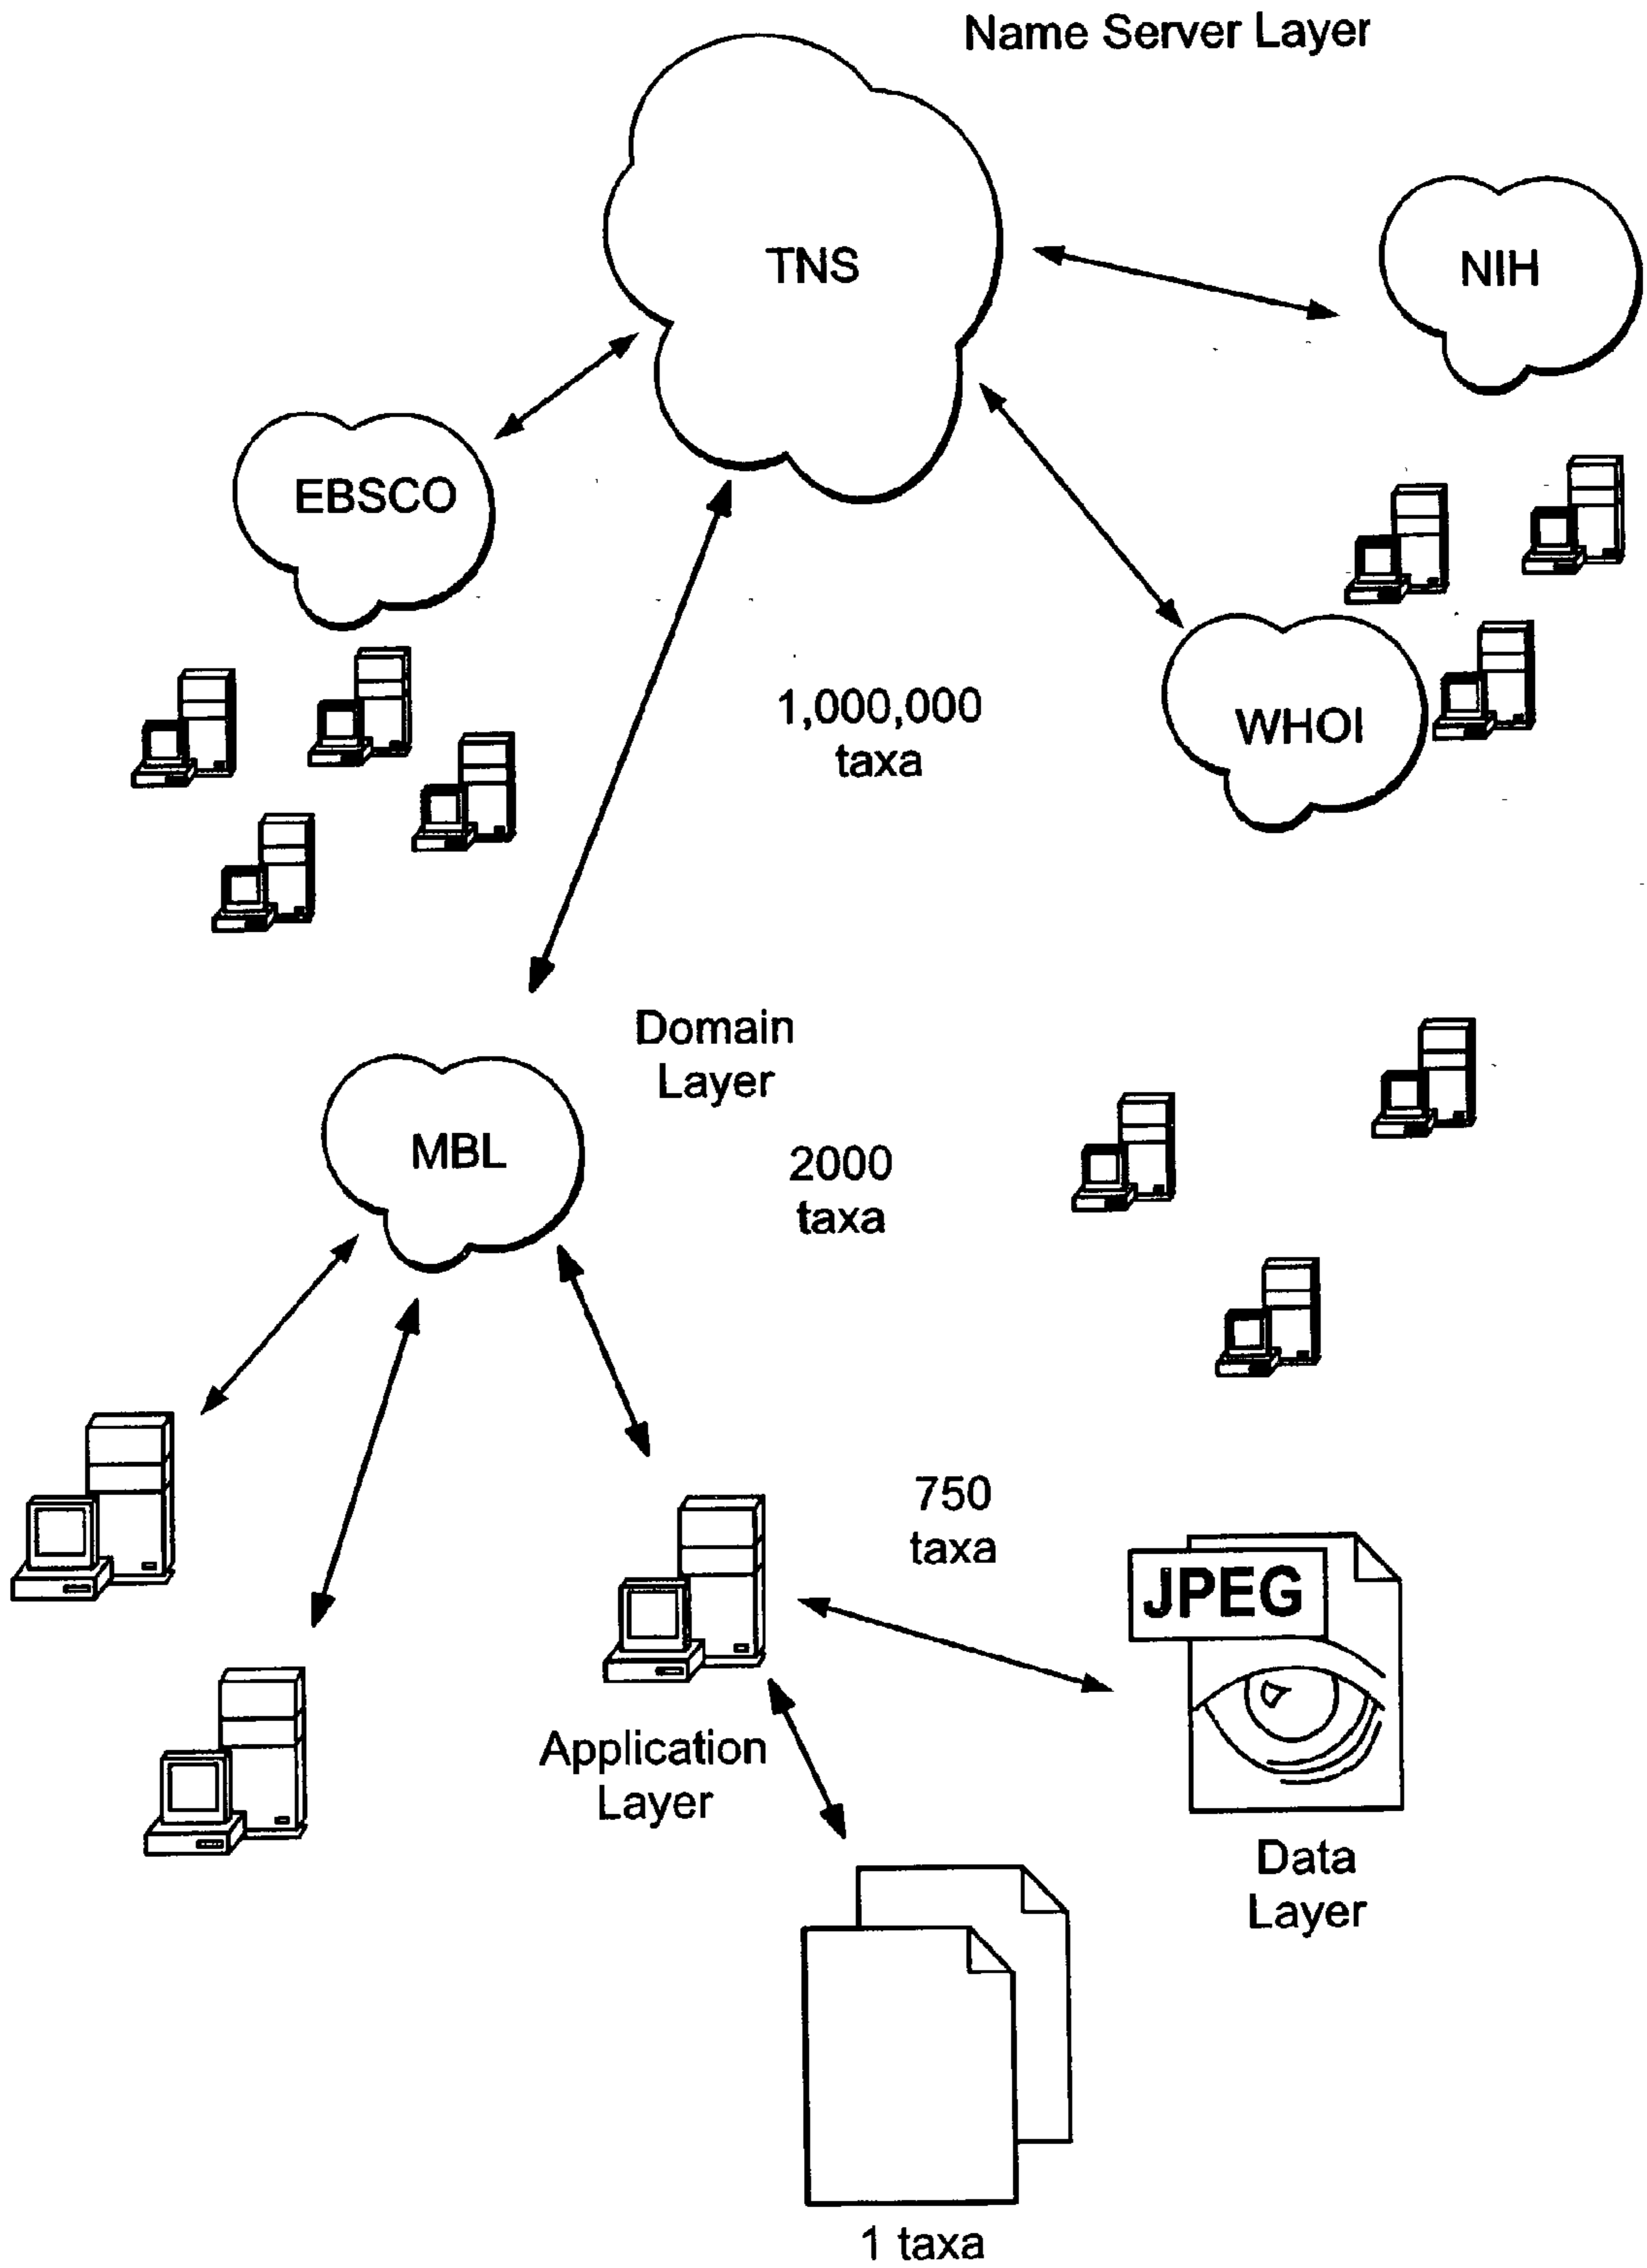 Name Server Layer
TNS
NIH
EBSCO
1,000,000
taxa
WHOI
Domain
Layer
MBL
2000
taxa
750
taxa
JPEG
Application
Layer
Data
Layer
1 taxa